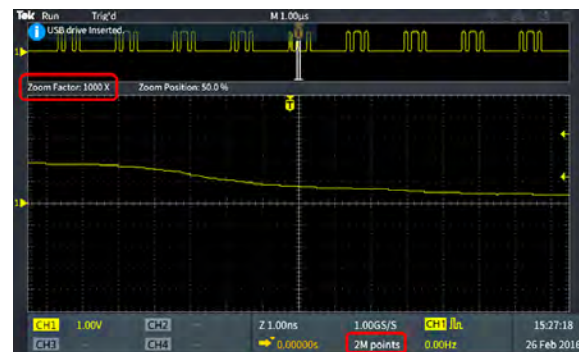 Tek Run Trig'd M 1.00µs
USB drive Inserted.
Zoom Factor: 1000 X Zoom Position: 50.0 %
CH1 1.00V CH2 Z 1.00ns 1.00GS/S CH1 15:27:18
CH3 CH4 0.00000s 2M points 0.00Hz 26 Feb 2016